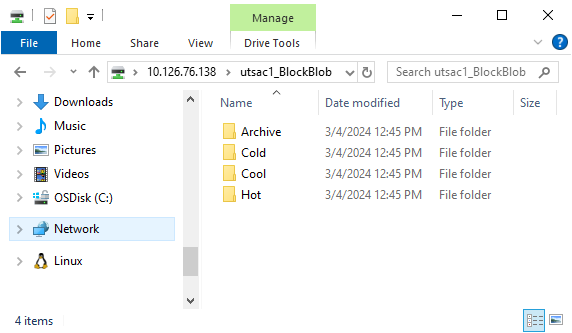 Manage
File Home Share View Drive Tools
10.126.76.138 utsac1_BlockBlob Search utsac1_BlockBlob
Name Date modified Type
Downloads
Music
Pictures
Videos
OSDisk (C:)
Network
Linux
Archive 3/4/2024 12:45 PM File folder
Cold 3/4/2024 12:45 PM File folder
Cool 3/4/2024 12:45 PM File folder
Hot 3/4/2024 12:45 PM File folder
4 items